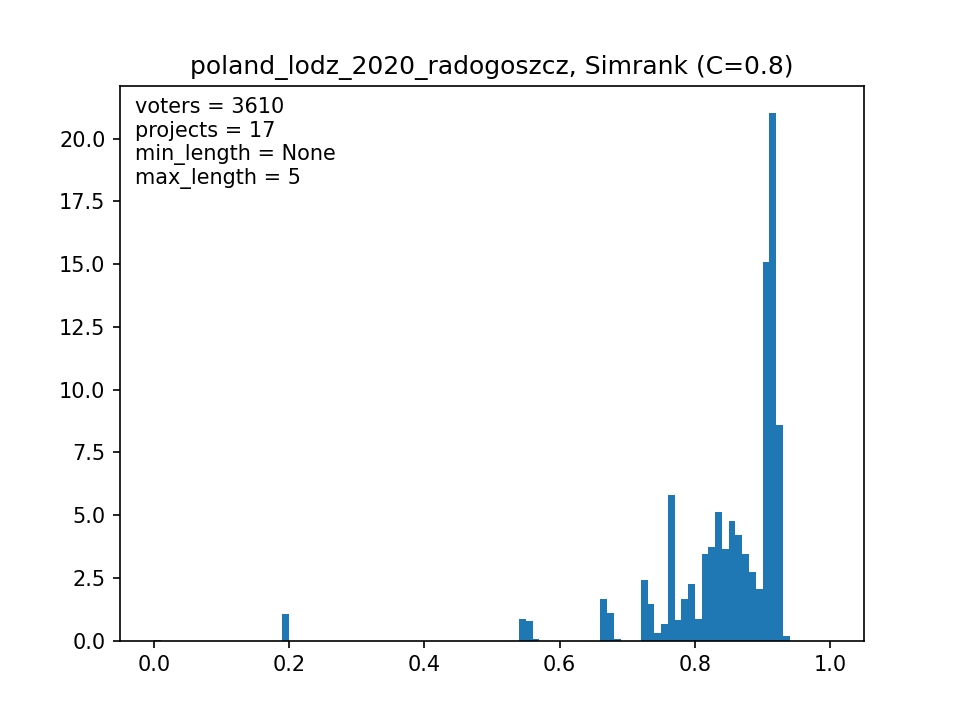 poland_lodz_2020_radogoszcz, Simrank (C=0.8)
voters = 3610
projects = 17
min_length = None
max_length = 5
20.0
17.5
15.0
12.5
10.0
7.5
5.0
2.5
0.0
0.0 0.2 0.4 0.6 0.8 1.0